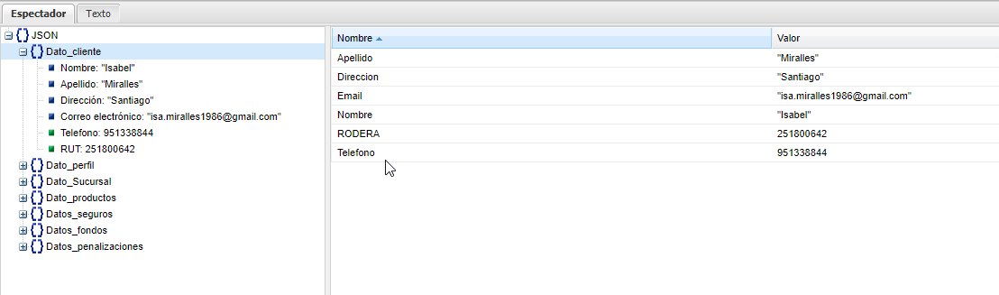 Espectador Texto
JSON
Dato_cliente
Nombre: "Isabel"
Apellido: "Miralles"
Dirección: "Santiago"
Correo electrónico: "isa.miralles1986@gmail.com"
Telefono: 951338844
RUT: 251800642
Dato_perfil
Dato_Sucursal
Dato_productos
Datos_seguros
Datos_fondos
Datos_penalizaciones
Nombre Valor
Apellido "Miralles"
Direccion "Santiago"
Email "isa.miralles1986@gmail.com"
Nombre "Isabel"
RODERA 251800642
Telefono 951338844